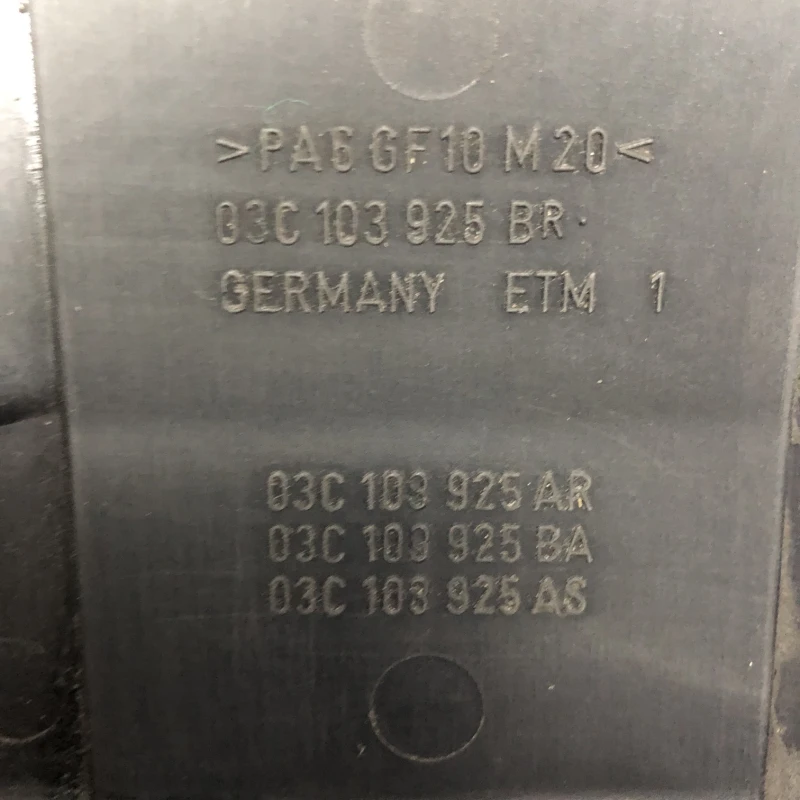 >PA6 GF10 M20<
03C 103 925 BR
GERMANY ETM 1
03C 103 925 AR
03C 103 925 BA
03C 103 925 AS